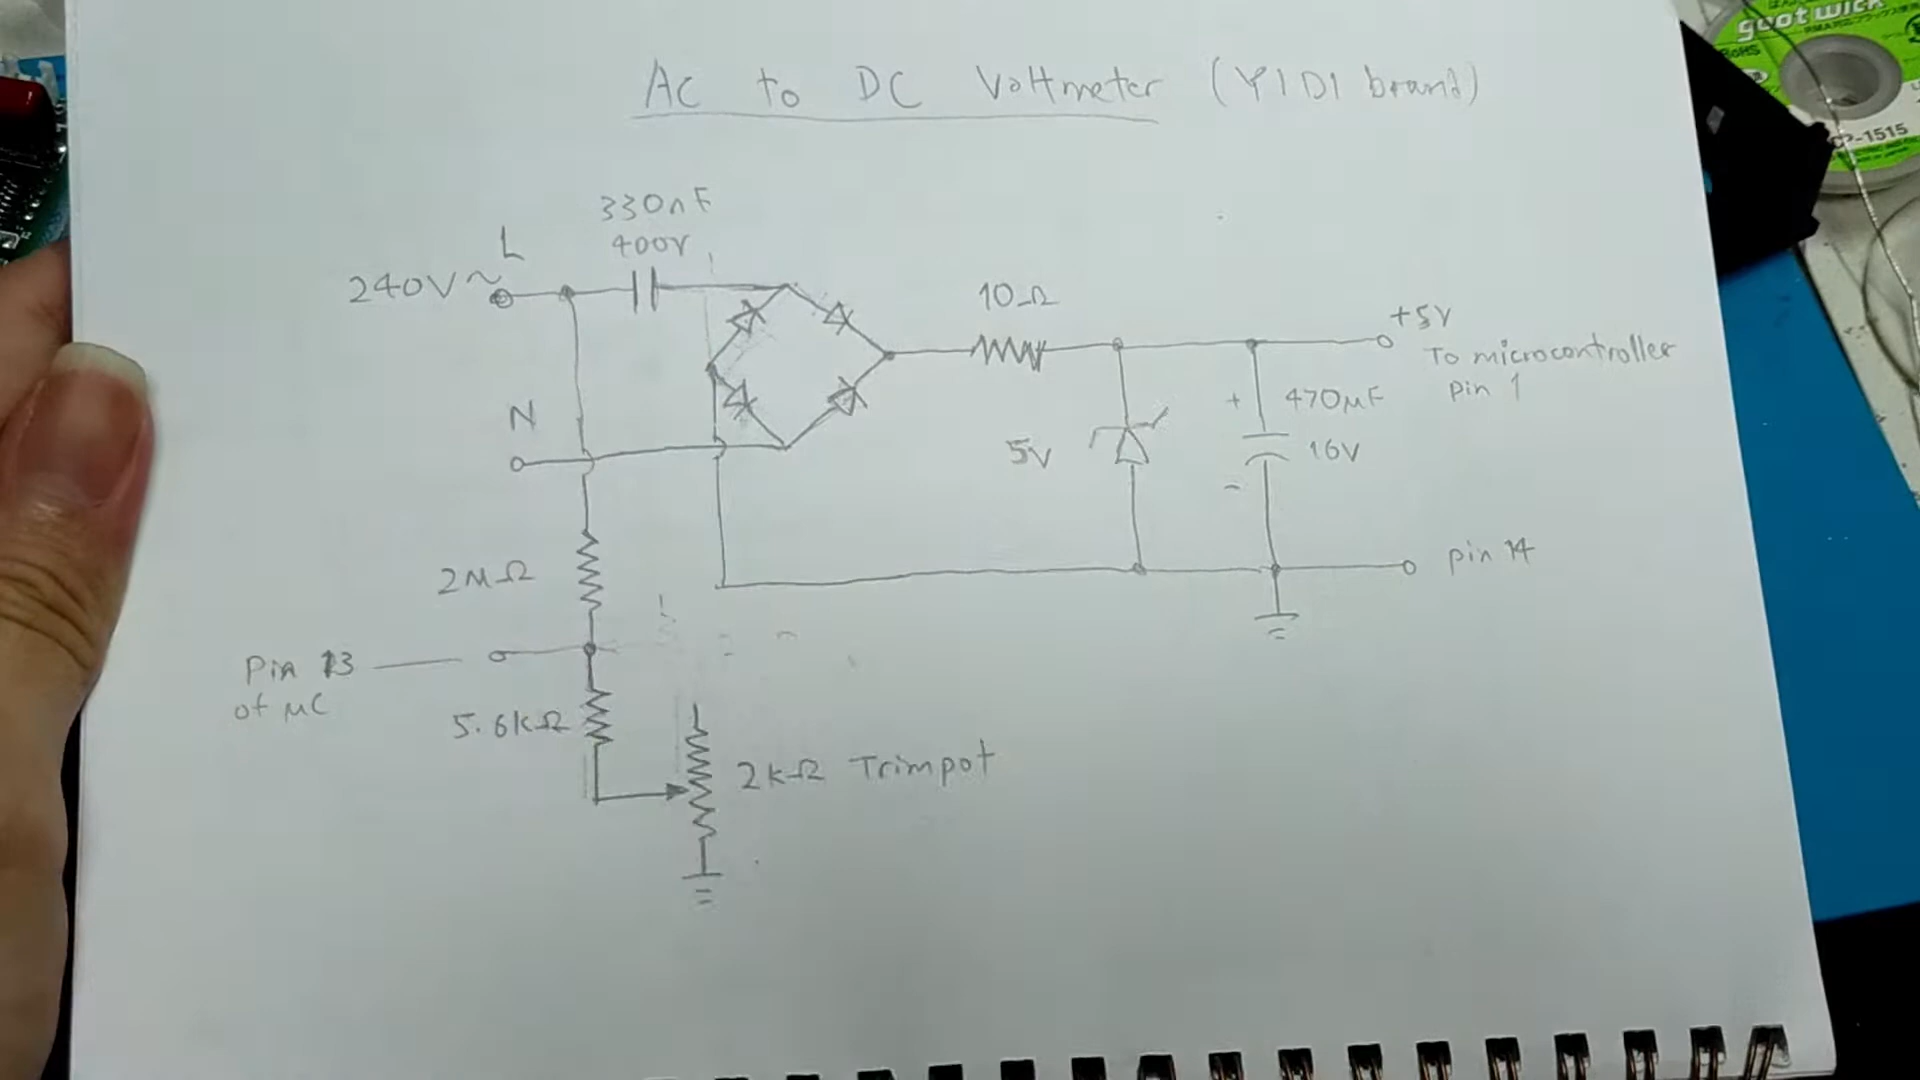 AC to DC Voltmeter (YIDI brand)
330nF
400V
L
240V~
10Ω
+5V
To microcontroller
pin 1
N
+
470μF
5V
16V
-
2MΩ
pin 14
Pin 13
of μC
5.6kΩ
2kΩ Trimpot
goot wick
RoHS
CP-1515